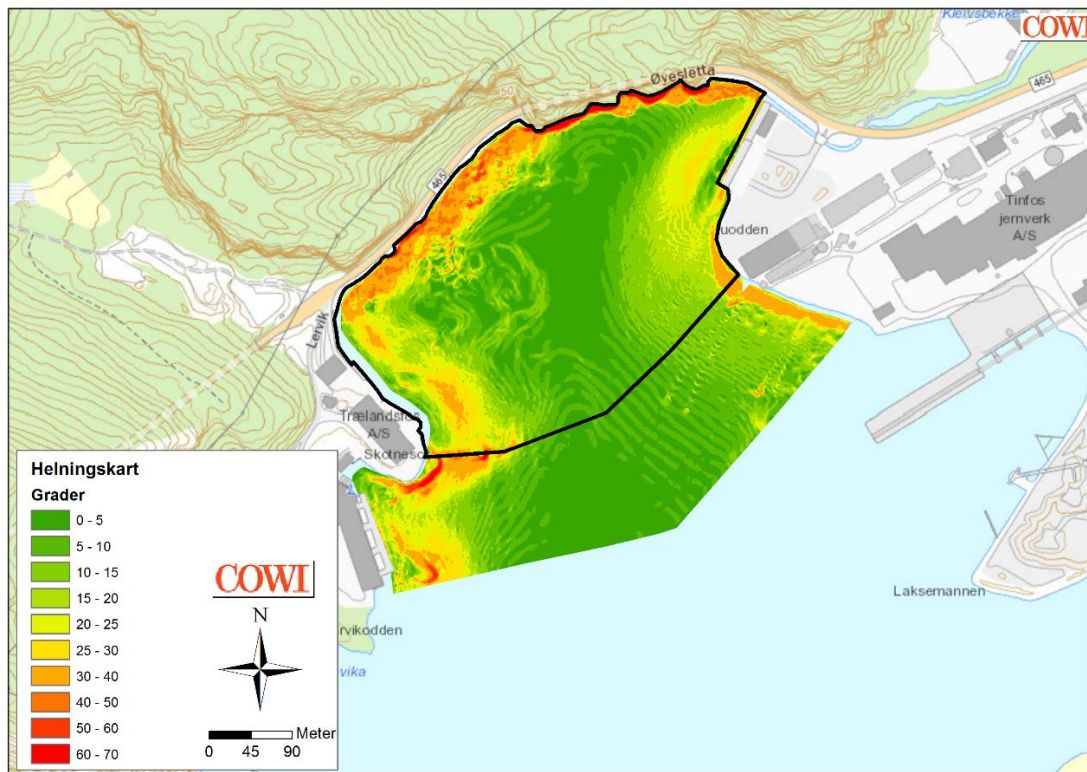 Kleivsbekken
COWI
Øyesletta
50
465
465
Tinfos
jernverk
A/S
uodden
Lervik
Trælandsfos
A/S
Laksemannen
rvikodden
vika
Helningskart
Grader
0 - 5
5 - 10
10 - 15
15 - 20
20 - 25
25 - 30
30 - 40
40 - 50
50 - 60
60 - 70
COWI
N
Meter
0 45 90